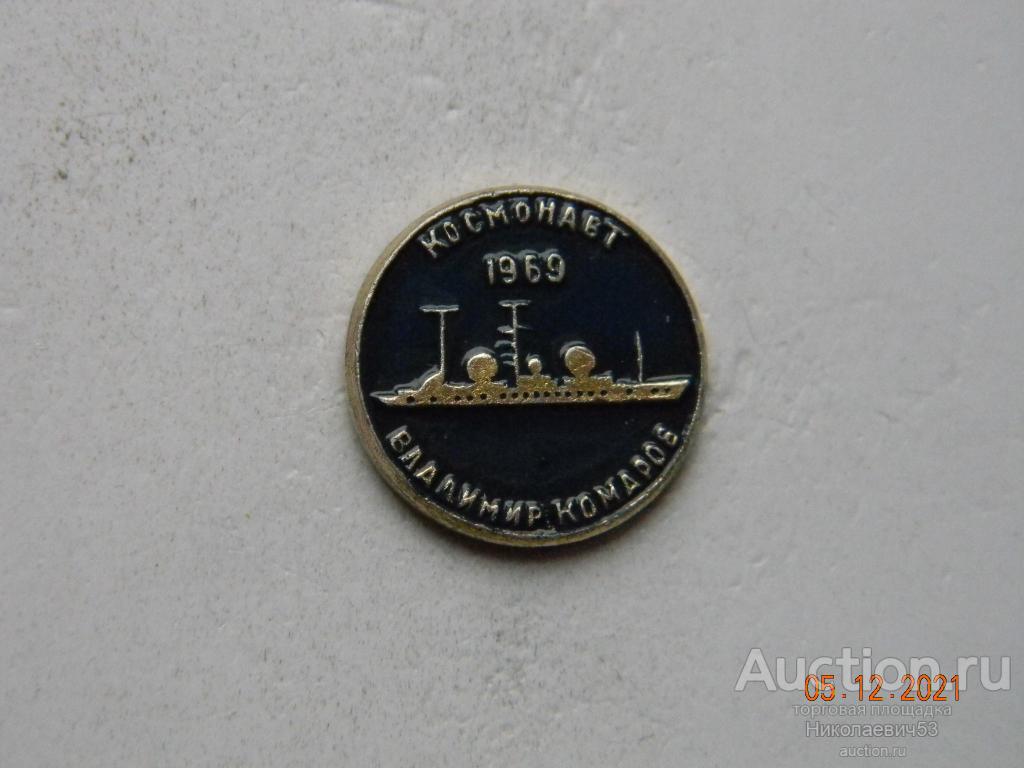 КОСМОНАВТ
1969
ВЛАДИМИР КОМАРОВ
Auction.ru
05.12.2021
торговая площадка
Николаевич53
auction.ru